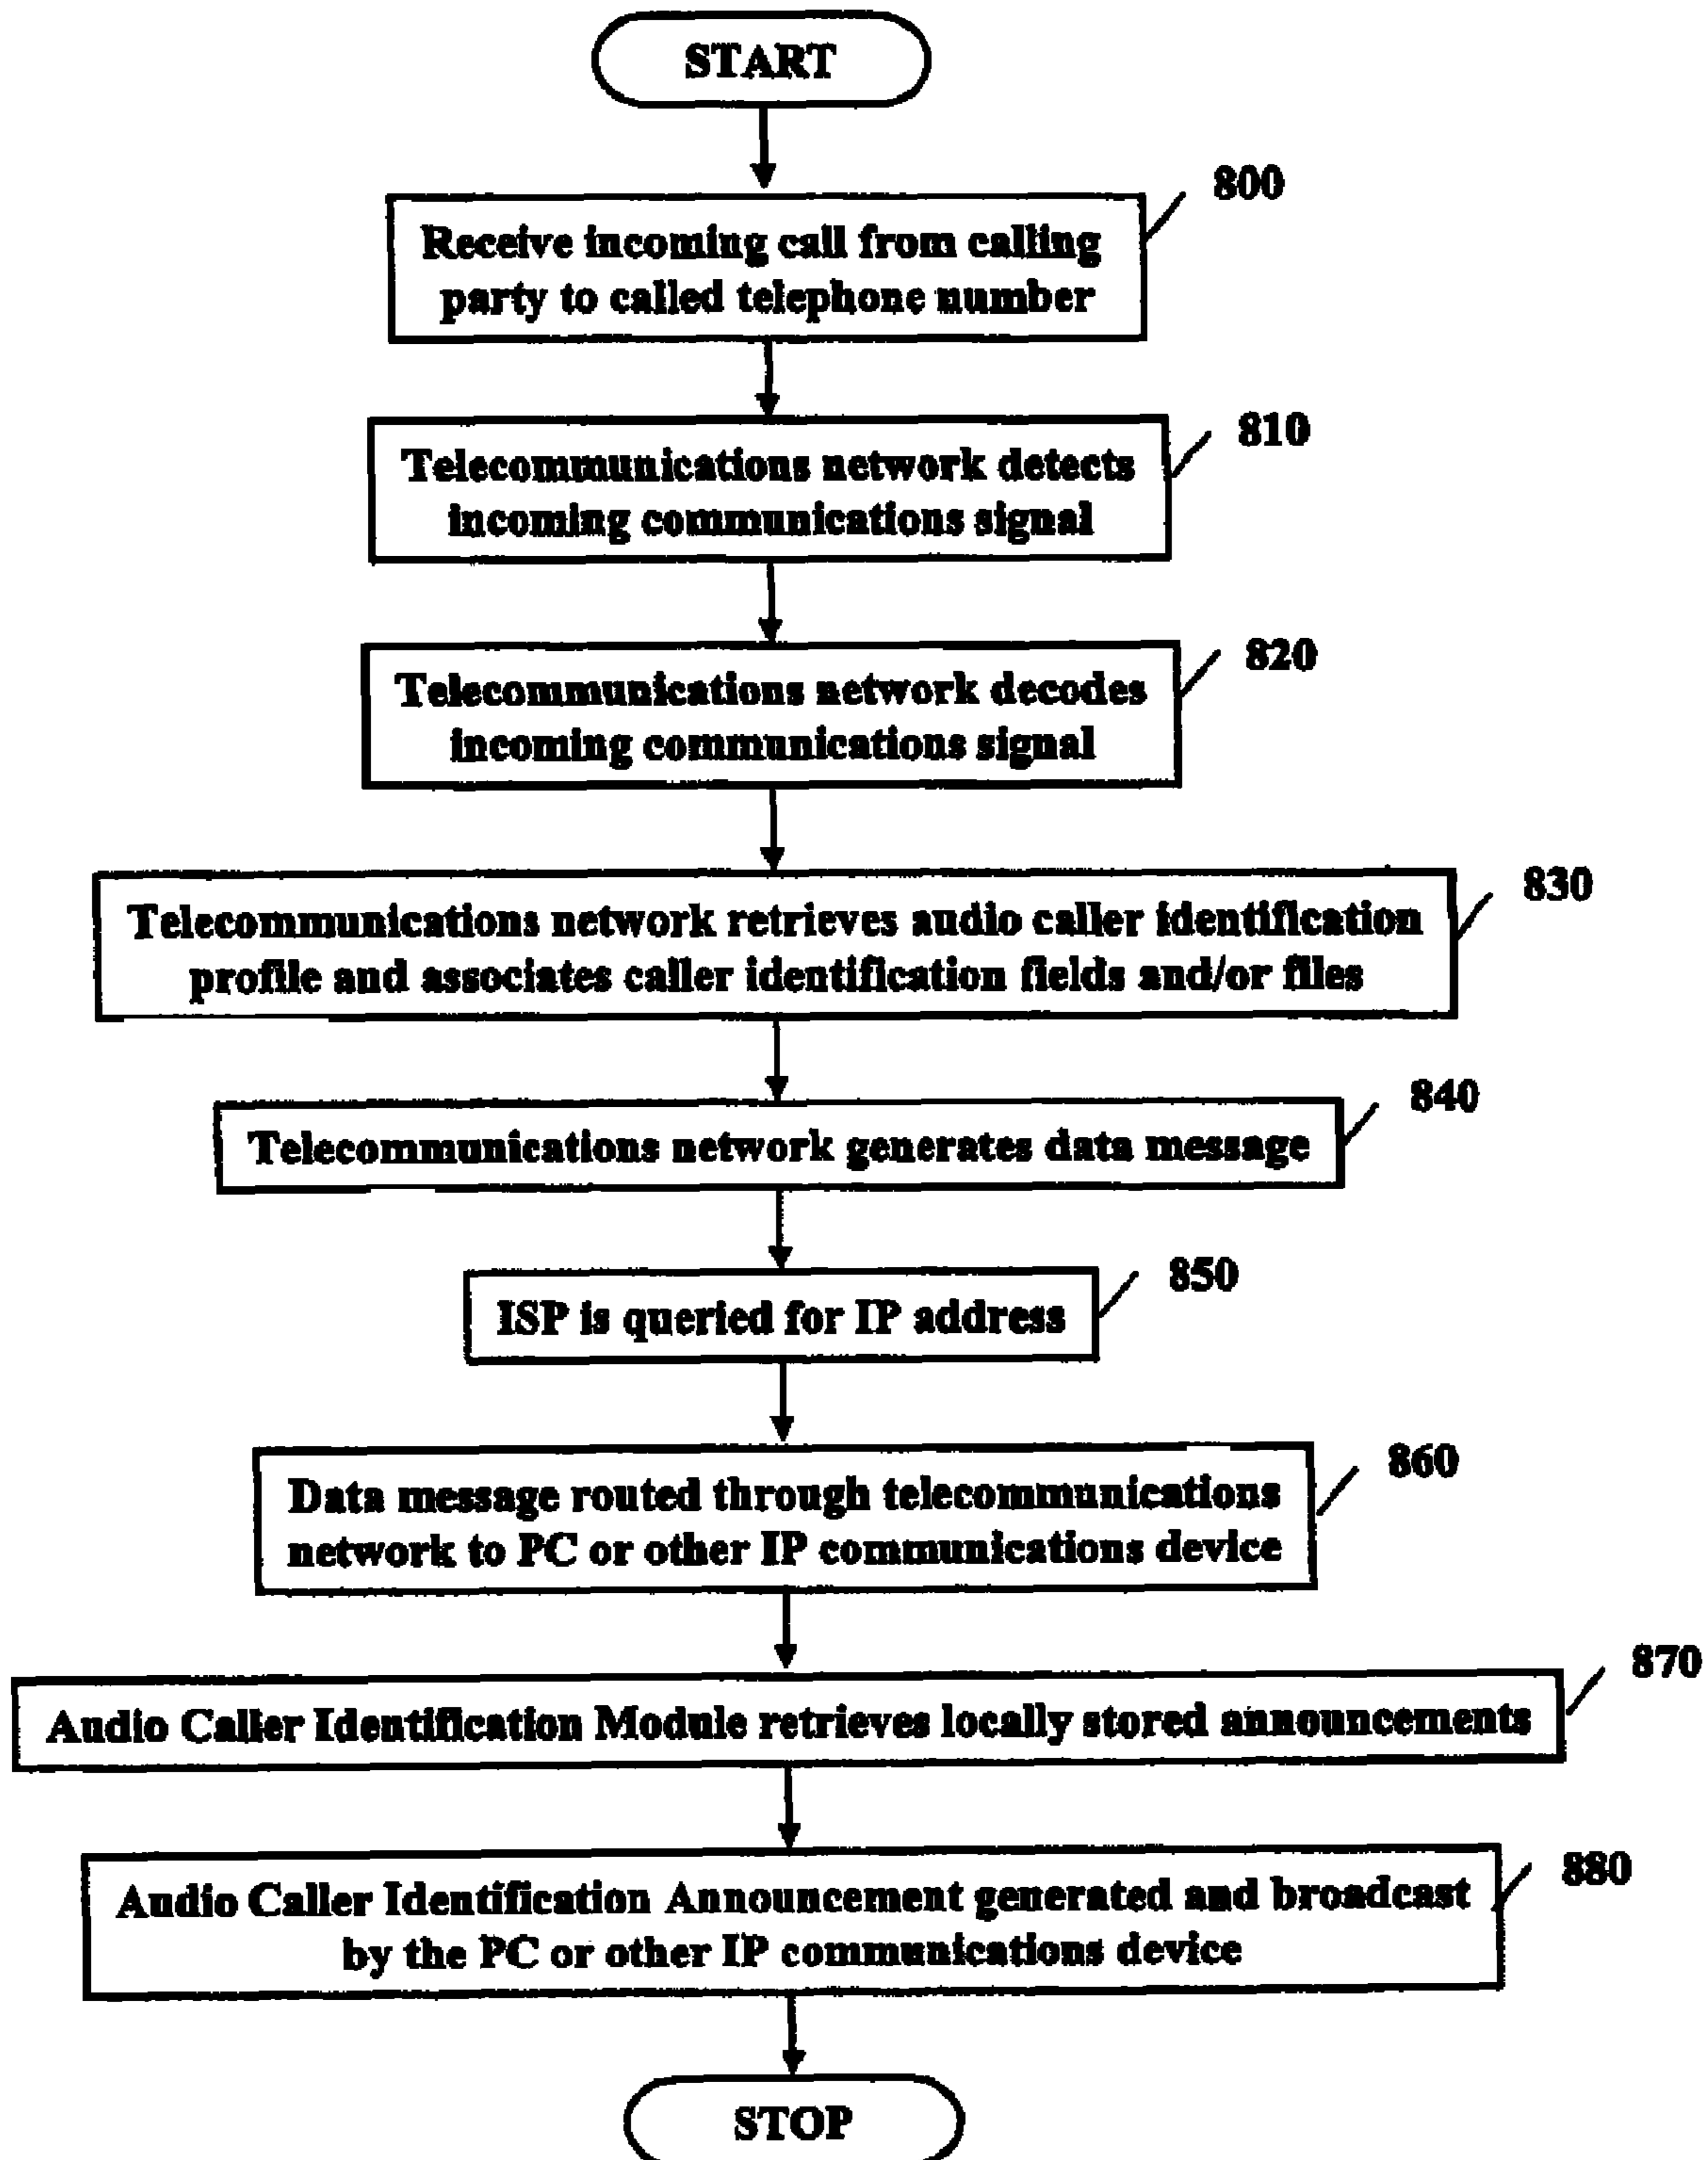 START
800
Receive incoming call from calling
party to called telephone number
810
Telecommunications network detects
incoming communications signal
820
Telecommunications network decodes
incoming communications signal
830
Telecommunications network retrieves audio caller identification
profile and associates caller identification fields and/or files
840
Telecommunications network generates data message
850
ISP is queried for IP address
860
Data message routed through telecommunications
network to PC or other IP communications device
870
Audio Caller Identification Module retrieves locally stored announcements
880
Audio Caller Identification Announcement generated and broadcast
by the PC or other IP communications device
STOP